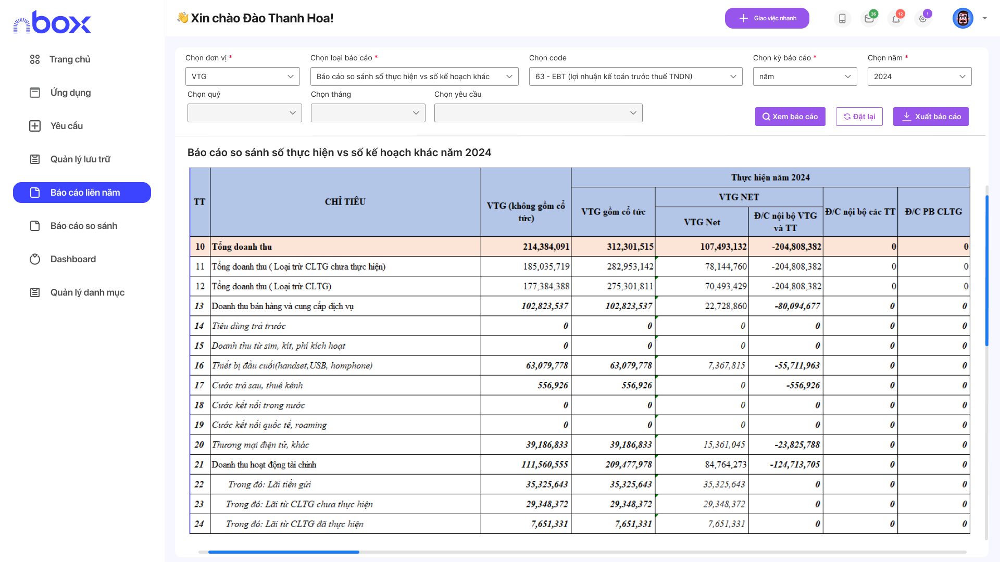 nbox
👋 Xin chào Đào Thanh Hoa!
Giao việc nhanh
36
12
!
Trang chủ
Ứng dụng
Yêu cầu
Quản lý lưu trữ
Báo cáo liên năm
Báo cáo so sánh
Dashboard
Quản lý danh mục
Chọn đơn vị * Chọn loại báo cáo * Chọn code Chọn kỳ báo cáo * Chọn năm *
VTG Báo cáo so sánh số thực hiện vs số kế hoạch khác 63 - EBT (lợi nhuận kế toán trước thuế TNDN) năm 2024
Chọn quý Chọn tháng Chọn yêu cầu
Xem báo cáo Đặt lại Xuất báo cáo
Báo cáo so sánh số thực hiện vs số kế hoạch khác năm 2024
Thực hiện năm 2024
TT CHỈ TIÊU VTG (không gồm cổ tức) VTG gồm cổ tức VTG NET Đ/C nội bộ các TT Đ/C PB CLTG
VTG Net Đ/C nội bộ VTG và TT
10 Tổng doanh thu 214,384,091 312,301,515 107,493,132 -204,808,382 0 0
11 Tổng doanh thu ( Loại trừ CLTG chưa thực hiện) 185,035,719 282,953,142 78,144,760 -204,808,382 0 0
12 Tổng doanh thu ( Loại trừ CLTG) 177,384,388 275,301,811 70,493,429 -204,808,382 0 0
13 Doanh thu bán hàng và cung cấp dịch vụ 102,823,537 102,823,537 22,728,860 -80,094,677 0 0
14 Tiêu dùng trả trước 0 0 0 0 0 0
15 Doanh thu từ sim, kít, phí kích hoạt 0 0 0 0 0 0
16 Thiết bị đầu cuối(handset,USB, homphone) 63,079,778 63,079,778 7,367,815 -55,711,963 0 0
17 Cước trả sau, thuê kênh 556,926 556,926 0 -556,926 0 0
18 Cước kết nối trong nước 0 0 0 0 0 0
19 Cước kết nối quốc tế, roaming 0 0 0 0 0 0
20 Thương mại điện tử, khác 39,186,833 39,186,833 15,361,045 -23,825,788 0 0
21 Doanh thu hoạt động tài chính 111,560,555 209,477,978 84,764,273 -124,713,705 0 0
22 Trong đó: Lãi tiền gửi 35,325,643 35,325,643 35,325,643 0 0 0
23 Trong đó: Lãi từ CLTG chưa thực hiện 29,348,372 29,348,372 29,348,372 0 0 0
24 Trong đó: Lãi từ CLTG đã thực hiện 7,651,331 7,651,331 7,651,331 0 0 0